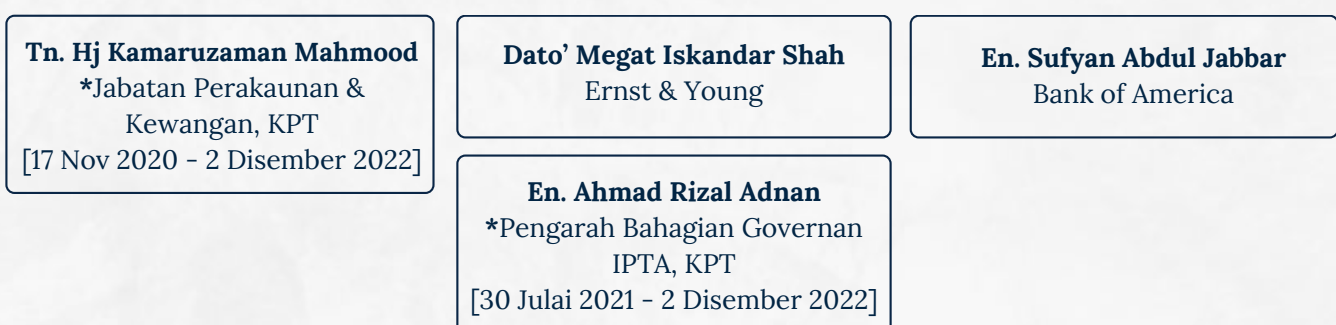 Tn. Hj Kamaruzaman Mahmood
*Jabatan Perakaunan &
Kewangan, KPT
[17 Nov 2020 - 2 Disember 2022]
Dato’ Megat Iskandar Shah
Ernst & Young
En. Sufyan Abdul Jabbar
Bank of America
En. Ahmad Rizal Adnan
*Pengarah Bahagian Governan
IPTA, KPT
[30 Julai 2021 - 2 Disember 2022]